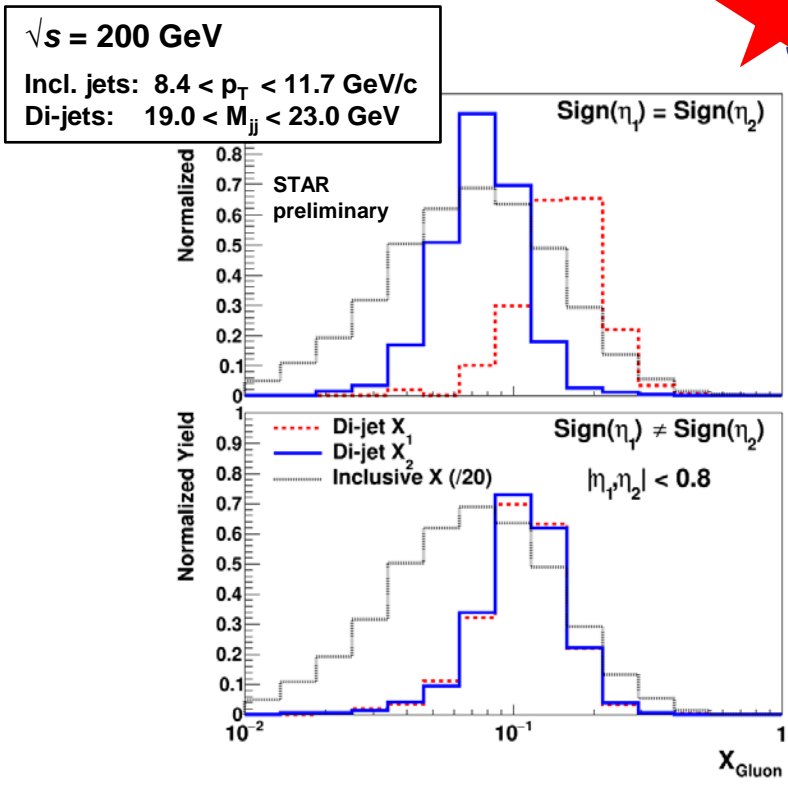 √s = 200 GeV
Incl. jets: 8.4 < pT < 11.7 GeV/c
Di-jets: 19.0 < Mjj < 23.0 GeV
Sign(η1) = Sign(η2)
STAR
preliminary
Normalized
0.8
0.7
0.6
0.5
0.4
0.3
0.2
0.1
0
Sign(η1) ≠ Sign(η2)
|η1,η2| < 0.8
Di-jet X1
Di-jet X2
Inclusive X (/20)
Normalized Yield
1
0.9
0.8
0.7
0.6
0.5
0.4
0.3
0.2
0.1
0
10-2
10-1
1
XGluon